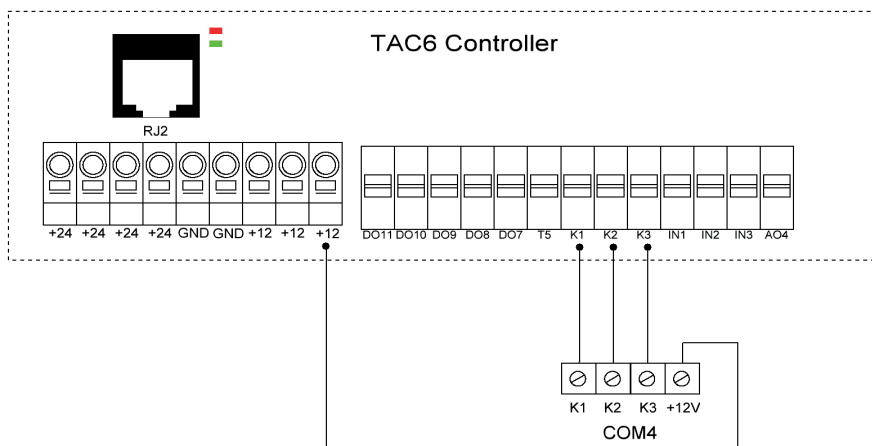 TAC6 Controller
RJ2
+24 +24 +24 +24 GND GND +12 +12 +12
DO11 DO10 DO9 DO8 DO7 T5 K1 K2 K3 IN1 IN2 IN3 AO4
K1 K2 K3 +12V
COM4